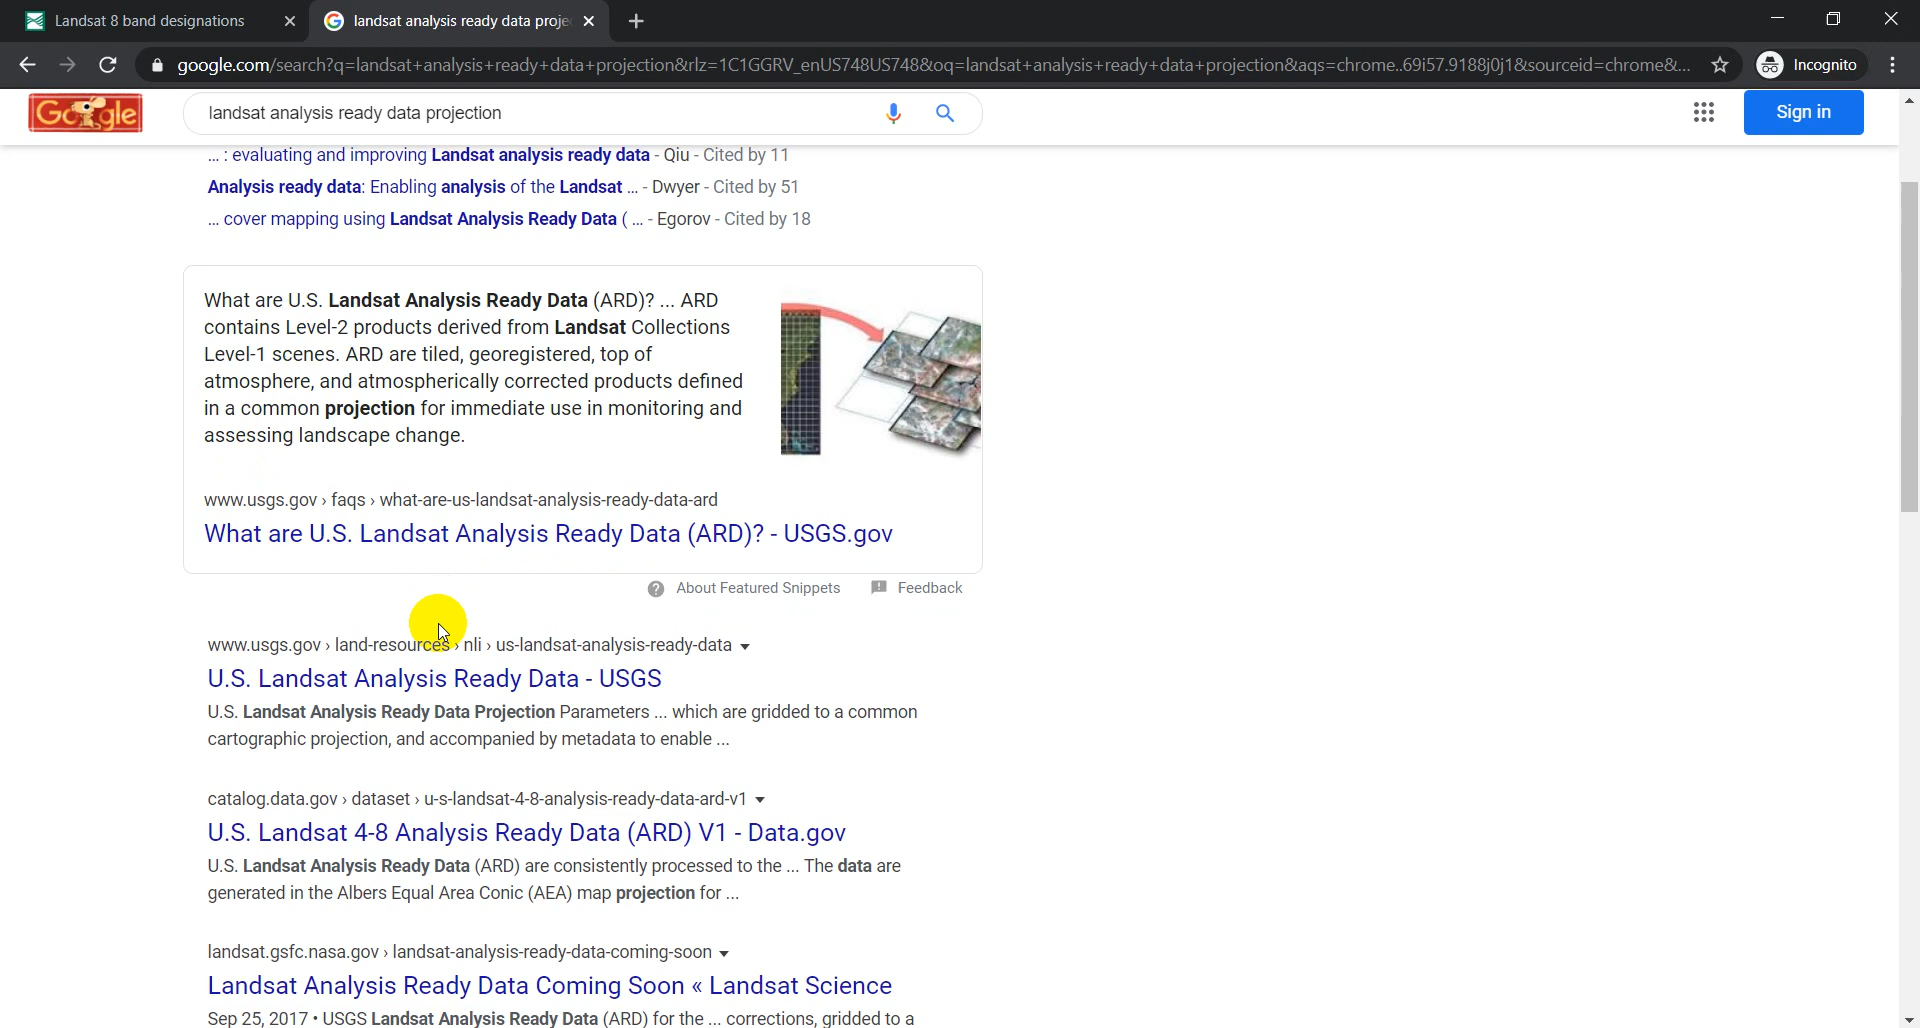 Landsat 8 band designations
landsat analysis ready data proje
google.com/search?q=landsat+analysis+ready+data+projection&rlz=1C1GGRV_enUS748US748&oq=landsat+analysis+ready+data+projection&aqs=chrome..69i57.9188j0j1&sourceid=chrome&...
Incognito
Google
landsat analysis ready data projection
Sign in
... : evaluating and improving Landsat analysis ready data - Qiu - Cited by 11
Analysis ready data: Enabling analysis of the Landsat ... - Dwyer - Cited by 51
... cover mapping using Landsat Analysis Ready Data ( ... - Egorov - Cited by 18
What are U.S. Landsat Analysis Ready Data (ARD)? ... ARD
contains Level-2 products derived from Landsat Collections
Level-1 scenes. ARD are tiled, georegistered, top of
atmosphere, and atmospherically corrected products defined
in a common projection for immediate use in monitoring and
assessing landscape change.
www.usgs.gov › faqs › what-are-us-landsat-analysis-ready-data-ard
What are U.S. Landsat Analysis Ready Data (ARD)? - USGS.gov
About Featured Snippets
Feedback
www.usgs.gov › land-resources › nli › us-landsat-analysis-ready-data
U.S. Landsat Analysis Ready Data - USGS
U.S. Landsat Analysis Ready Data Projection Parameters ... which are gridded to a common
cartographic projection, and accompanied by metadata to enable ...
catalog.data.gov › dataset › u-s-landsat-4-8-analysis-ready-data-ard-v1
U.S. Landsat 4-8 Analysis Ready Data (ARD) V1 - Data.gov
U.S. Landsat Analysis Ready Data (ARD) are consistently processed to the ... The data are
generated in the Albers Equal Area Conic (AEA) map projection for ...
landsat.gsfc.nasa.gov › landsat-analysis-ready-data-coming-soon
Landsat Analysis Ready Data Coming Soon « Landsat Science
Sep 25, 2017 • USGS Landsat Analysis Ready Data (ARD) for the ... corrections, gridded to a